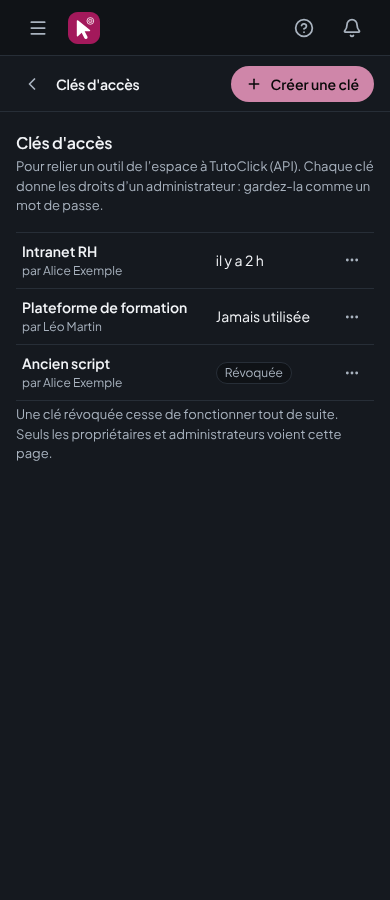 Clés d'accès
Créer une clé
Clés d'accès
Pour relier un outil de l'espace à TutoClick (API). Chaque clé
donne les droits d'un administrateur : gardez-la comme un
mot de passe.
Intranet RH
par Alice Exemple
il y a 2 h
Plateforme de formation
par Léo Martin
Jamais utilisée
Ancien script
par Alice Exemple
Révoquée
Une clé révoquée cesse de fonctionner tout de suite.
Seuls les propriétaires et administrateurs voient cette
page.